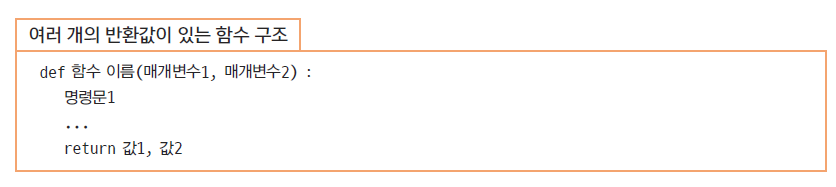 여러 개의 반환값이 있는 함수 구조
def 함수 이름(매개변수1, 매개변수2) :
명령문1
...
return 값1, 값2